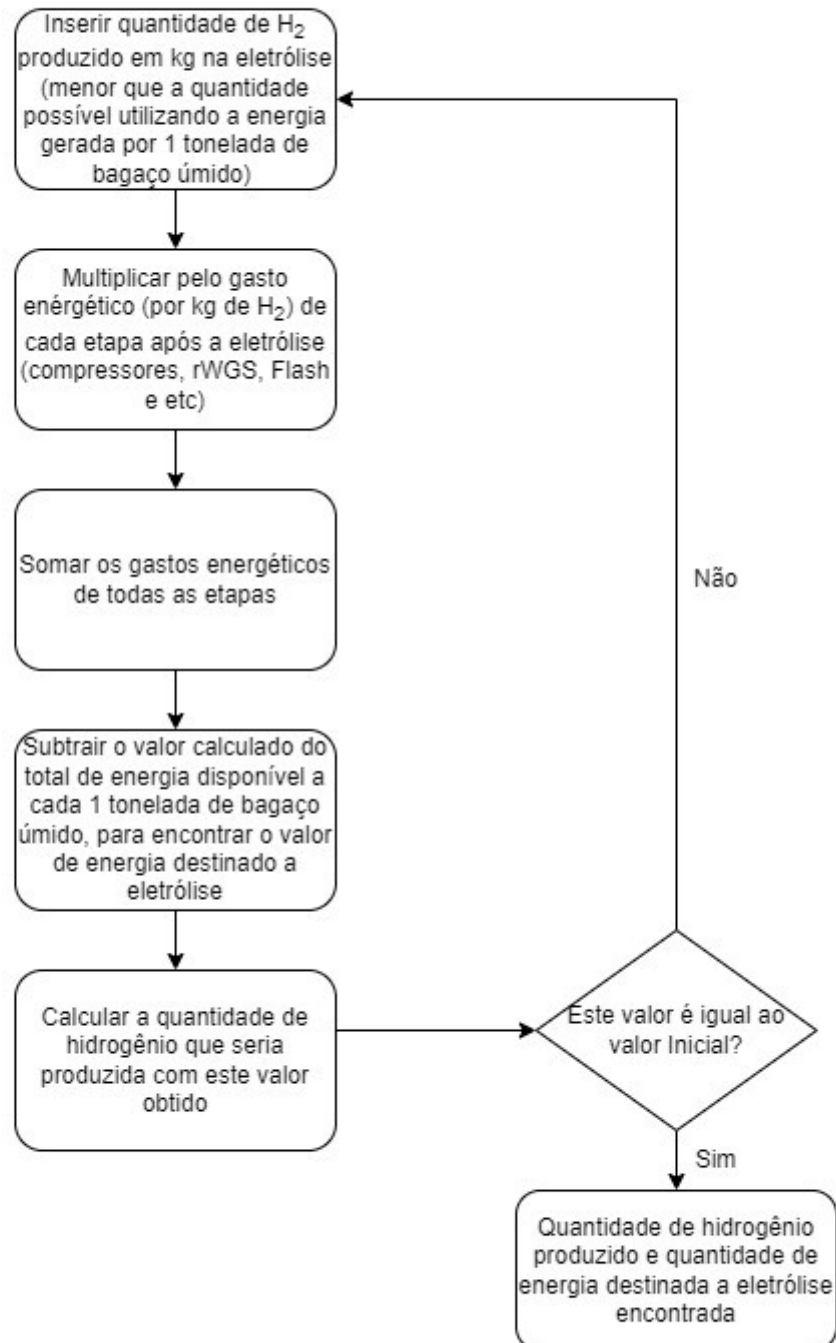 Inserir quantidade de H₂
produzido em kg na eletrólise
(menor que a quantidade
possível utilizando a energia
gerada por 1 tonelada de
bagaço úmido)
Multiplicar pelo gasto
enérgético (por kg de H₂) de
cada etapa após a eletrólise
(compressores, rWGS, Flash
e etc)
Somar os gastos energéticos
de todas as etapas
Subtrair o valor calculado do
total de energia disponível a
cada 1 tonelada de bagaço
úmido, para encontrar o valor
de energia destinado a
eletrólise
Calcular a quantidade de
hidrogênio que seria
produzida com este valor
obtido
Este valor é igual ao
valor Inicial?
Não
Sim
Quantidade de hidrogênio
produzido e quantidade de
energia destinada a eletrólise
encontrada